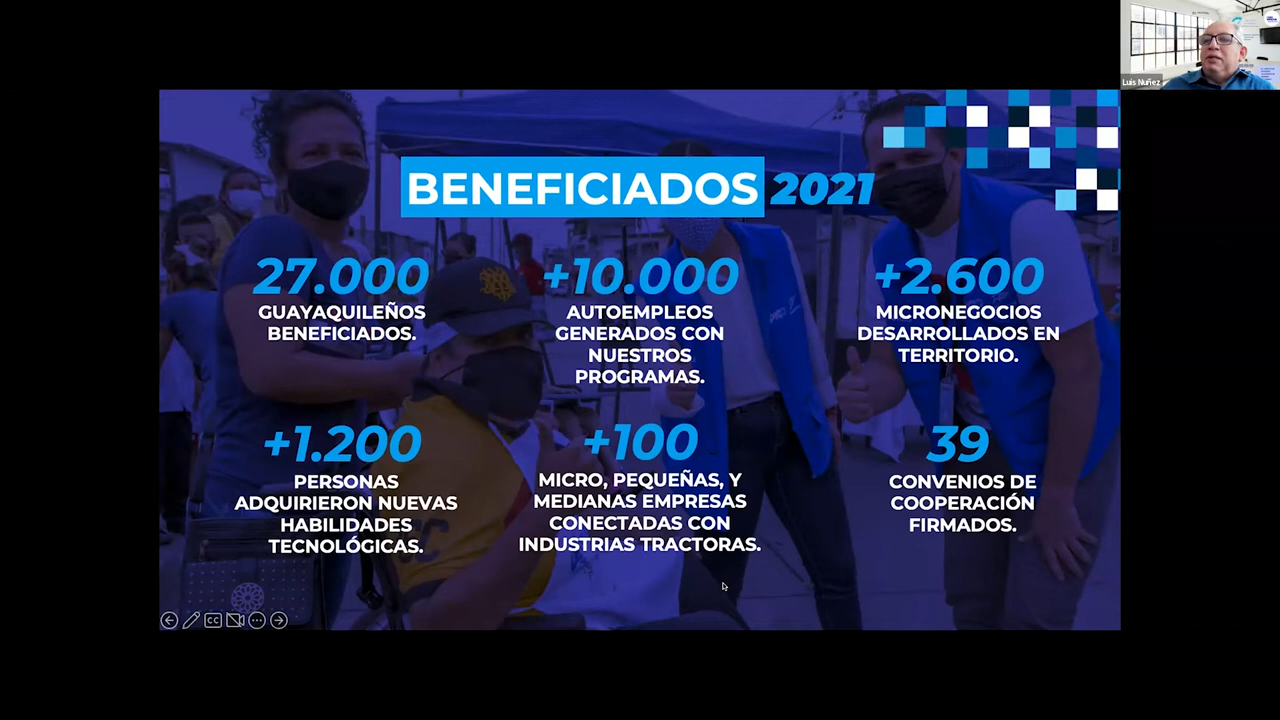 Luis Nuñez
BENEFICIADOS 2021
27.000
GUAYAQUILEÑOS
BENEFICIADOS.
+10.000
AUTOEMPLEOS
GENERADOS CON
NUESTROS
PROGRAMAS.
+2.600
MICRONEGOCIOS
DESARROLLADOS EN
TERRITORIO.
+1.200
PERSONAS
ADQUIRIERON NUEVAS
HABILIDADES
TECNOLÓGICAS.
+100
MICRO, PEQUEÑAS, Y
MEDIANAS EMPRESAS
CONECTADAS CON
INDUSTRIAS TRACTORAS.
39
CONVENIOS DE
COOPERACIÓN
FIRMADOS.
CC